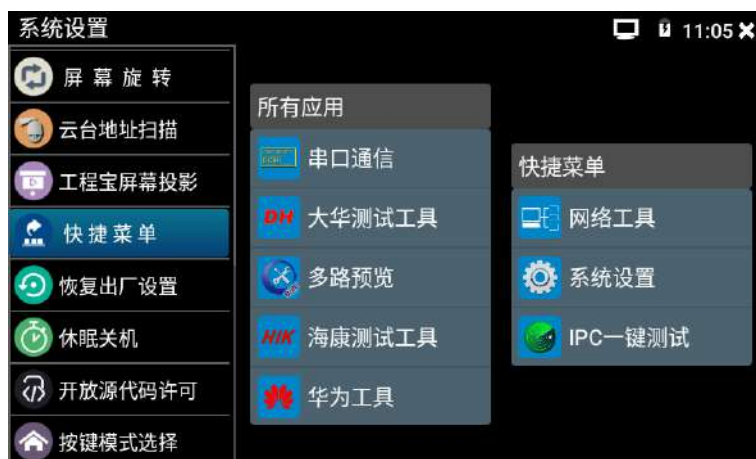 系统设置
11:05
屏幕旋转
云台地址扫描
工程宝屏幕投影
快捷菜单
恢复出厂设置
休眠关机
开放源代码许可
按键模式选择
所有应用
串口通信
DH 大华测试工具
多路预览
HIK 海康测试工具
华为工具
快捷菜单
网络工具
系统设置
IPC一键测试